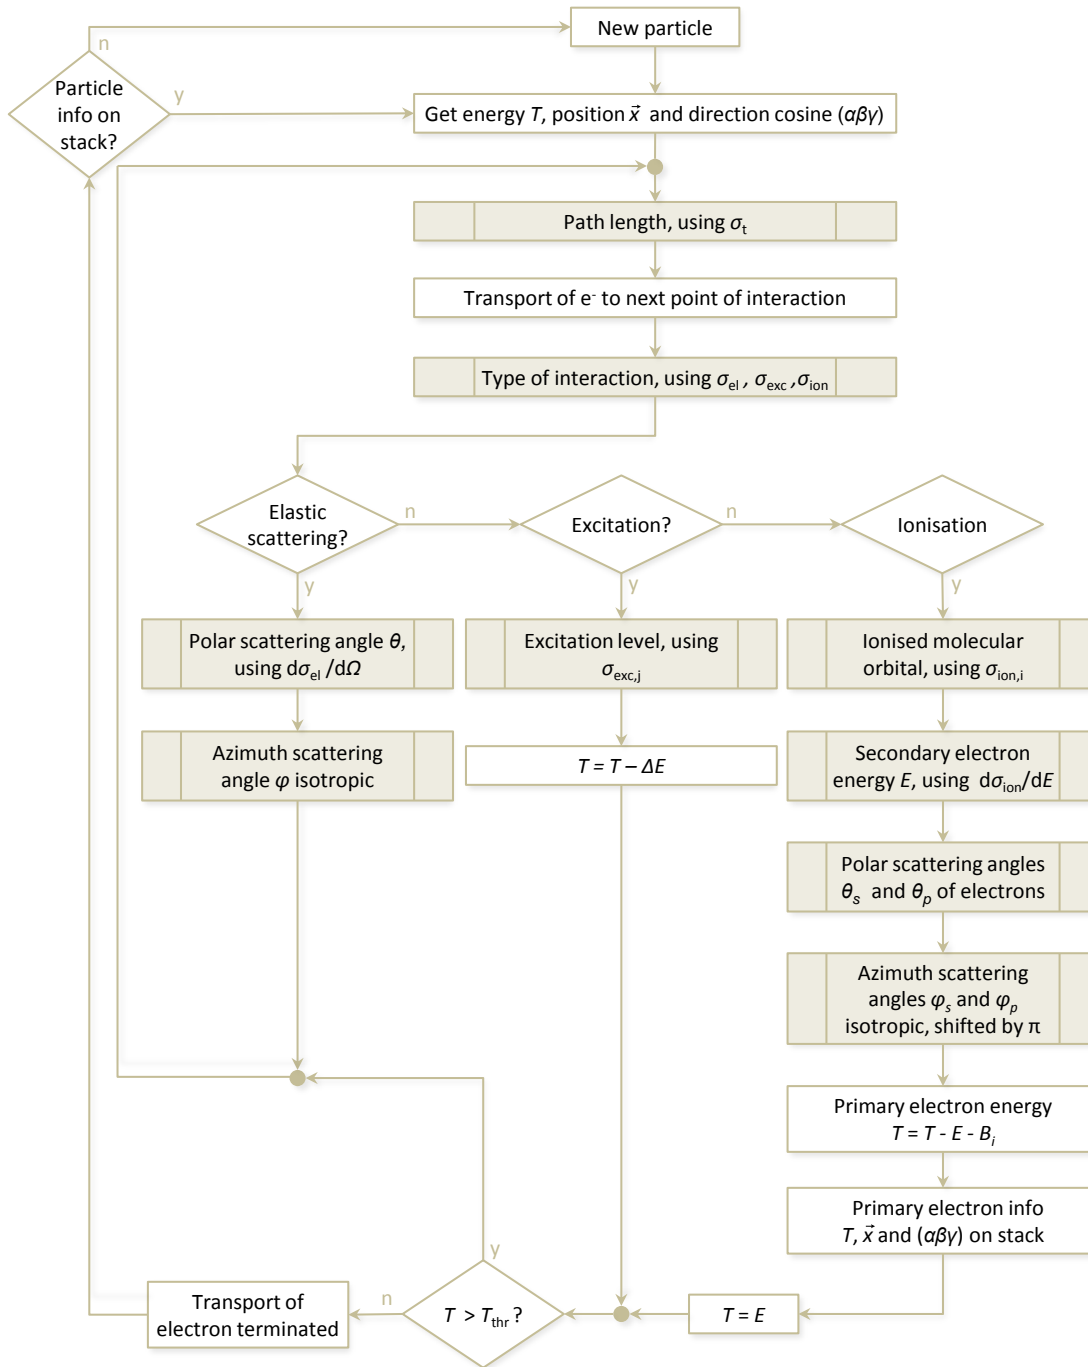 New particle
n
Particle
info on
stack?
y
Get energy T, position x⃗ and direction cosine (αβγ)
Path length, using σt
Transport of e- to next point of interaction
Type of interaction, using σel , σexc ,σion
Elastic
scattering?
n
Excitation?
n
Ionisation
y
y
y
Polar scattering angle θ,
using dσel /dΩ
Excitation level, using
σexc,j
Ionised molecular
orbital, using σion,i
Azimuth scattering
angle φ isotropic
T = T – ΔE
Secondary electron
energy E, using dσion/dE
Polar scattering angles
θs and θp of electrons
Azimuth scattering
angles φs and φp
isotropic, shifted by π
Primary electron energy
T = T - E - Bi
Primary electron info
T, x⃗ and (αβγ) on stack
y
n
Transport of
electron terminated
T > Tthr ?
T = E